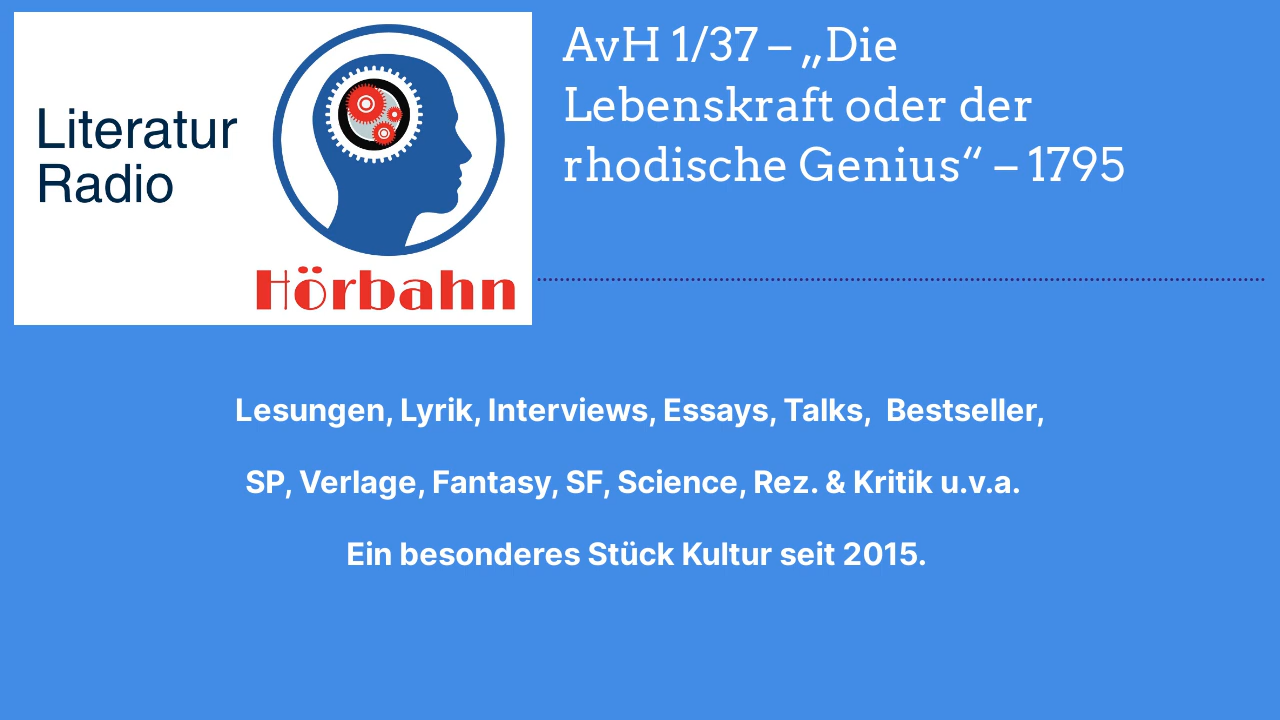 Literatur
Radio
Hörbahn
AvH 1/37 – „Die
Lebenskraft oder der
rhodische Genius“ – 1795
Lesungen, Lyrik, Interviews, Essays, Talks,  Bestseller,
SP, Verlage, Fantasy, SF, Science, Rez. & Kritik u.v.a.
Ein besonderes Stück Kultur seit 2015.